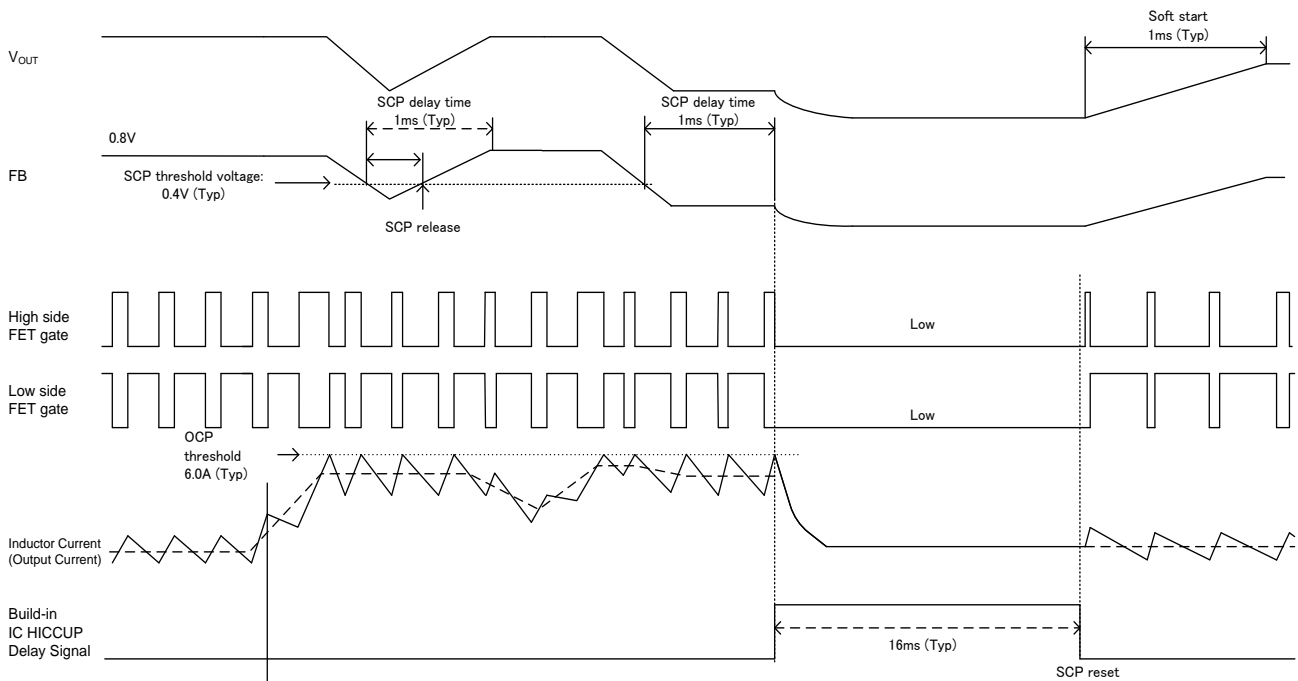 Soft start
1ms (Typ)
VOUT
SCP delay time
1ms (Typ)
SCP delay time
1ms (Typ)
0.8V
FB
SCP threshold voltage:
0.4V (Typ)
SCP release
High side
FET gate
Low
Low side
FET gate
Low
OCP
threshold
6.0A (Typ)
Inductor Current
(Output Current)
Build-in
IC HICCUP
Delay Signal
16ms (Typ)
SCP reset